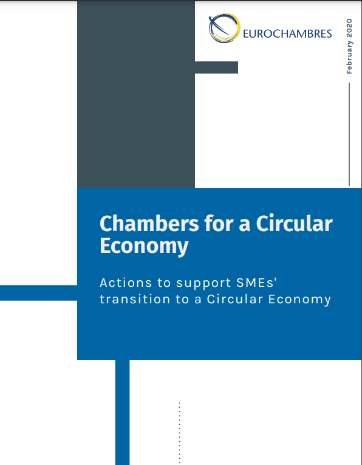 EUROCHAMBRES
February 2020
Chambers for a Circular
Economy
Actions to support SMEs'
transition to a Circular Economy